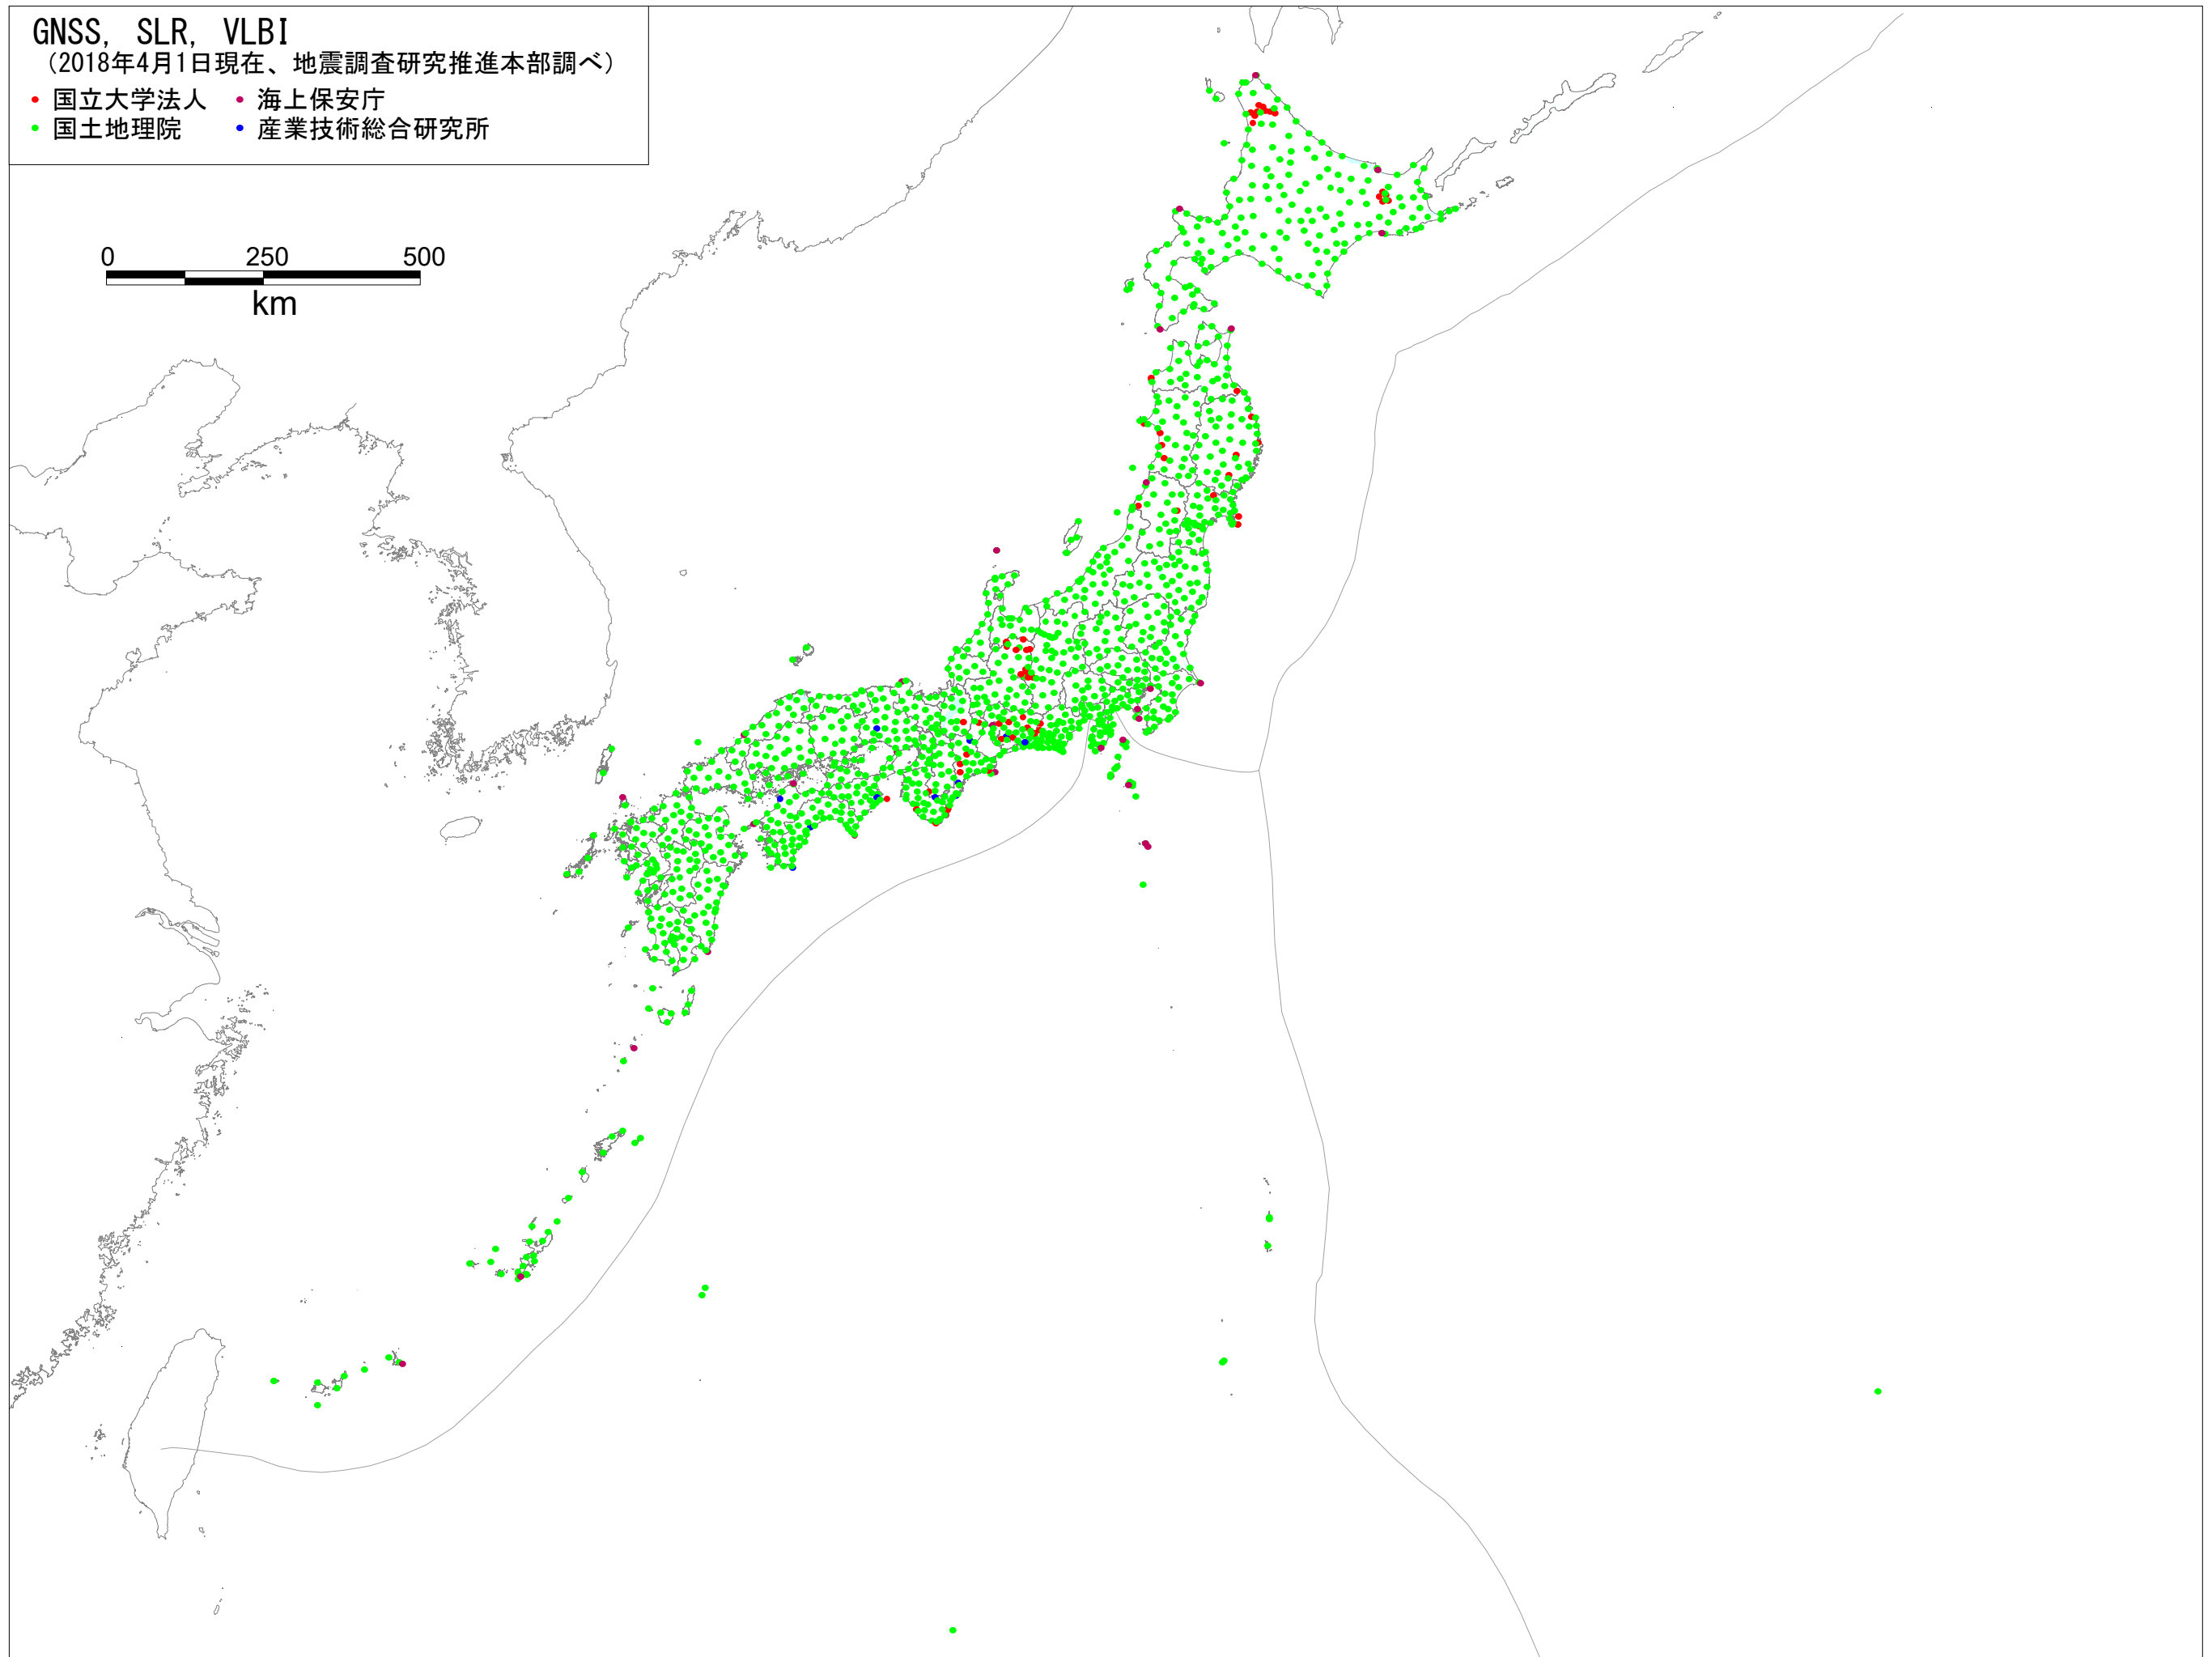 GNSS, SLR, VLBI
（2018年4月1日現在、地震調査研究推進本部調べ）
国立大学法人 海上保安庁
国土地理院 産業技術総合研究所
0 250 500
km